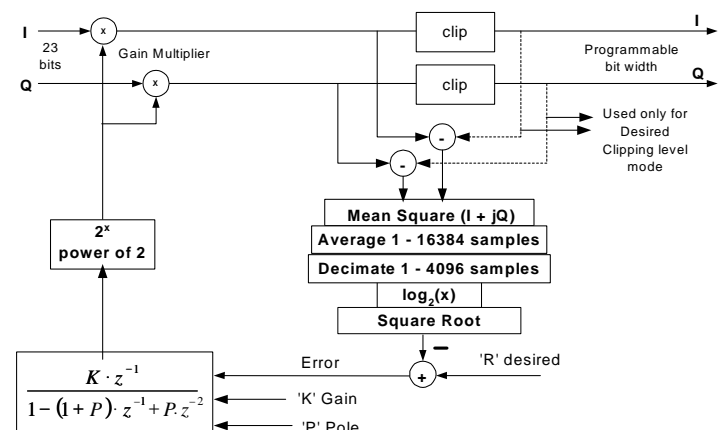 I
I
23
bits
x
Gain Multiplier
clip
Programmable
bit width
Q
Q
x
clip
Used only for
Desired
Clipping level
mode
-
-
2^x
power of 2
Mean Square (I + jQ)
Average 1 - 16384 samples
Decimate 1 - 4096 samples
log₂(x)
Square Root
–
Error
+
'R' desired
K · z⁻¹
1 − (1 + P) · z⁻¹ + P. z⁻²
'K' Gain
'P' Pole